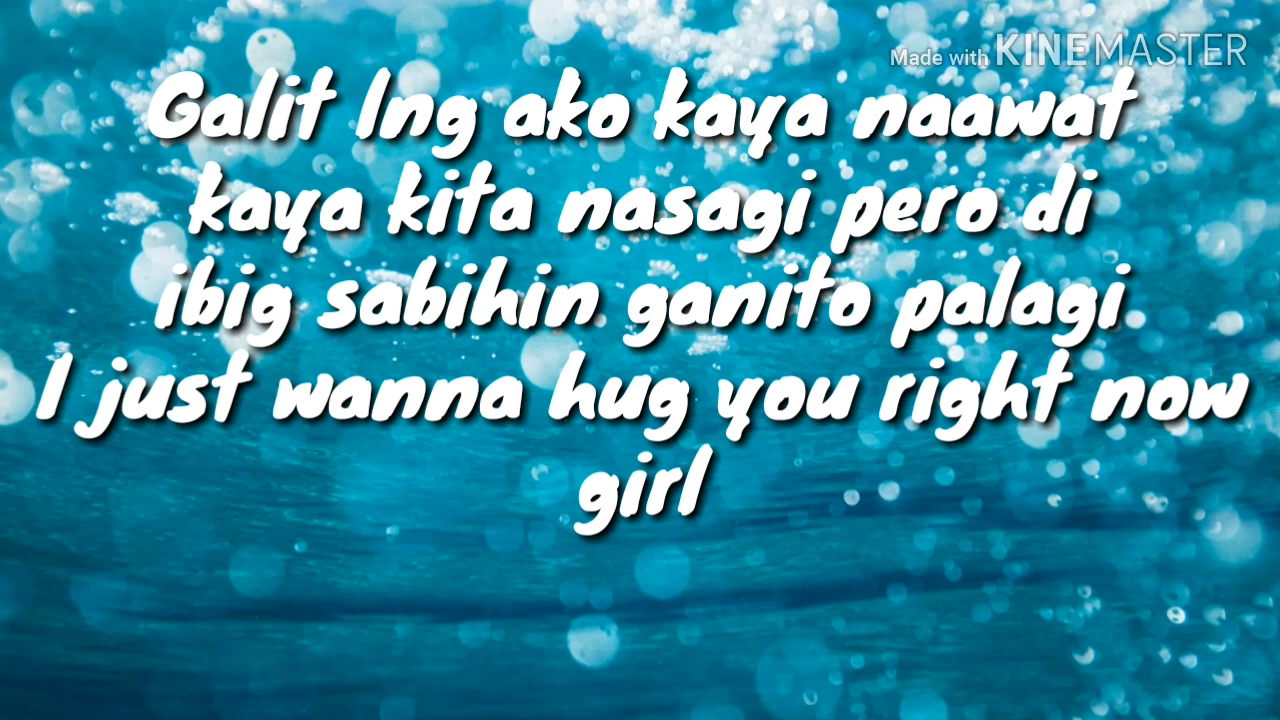 Made with KINEMASTER
Galit lng ako kaya naawat
kaya kita nasagi pero di
ibig sabihin ganito palagi
I just wanna hug you right now
girl